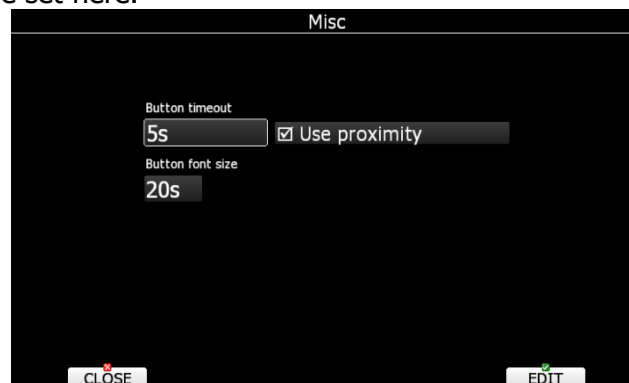 e set here.
Misc
Button timeout
5s
Use proximity
Button font size
20s
CLOSE
EDIT